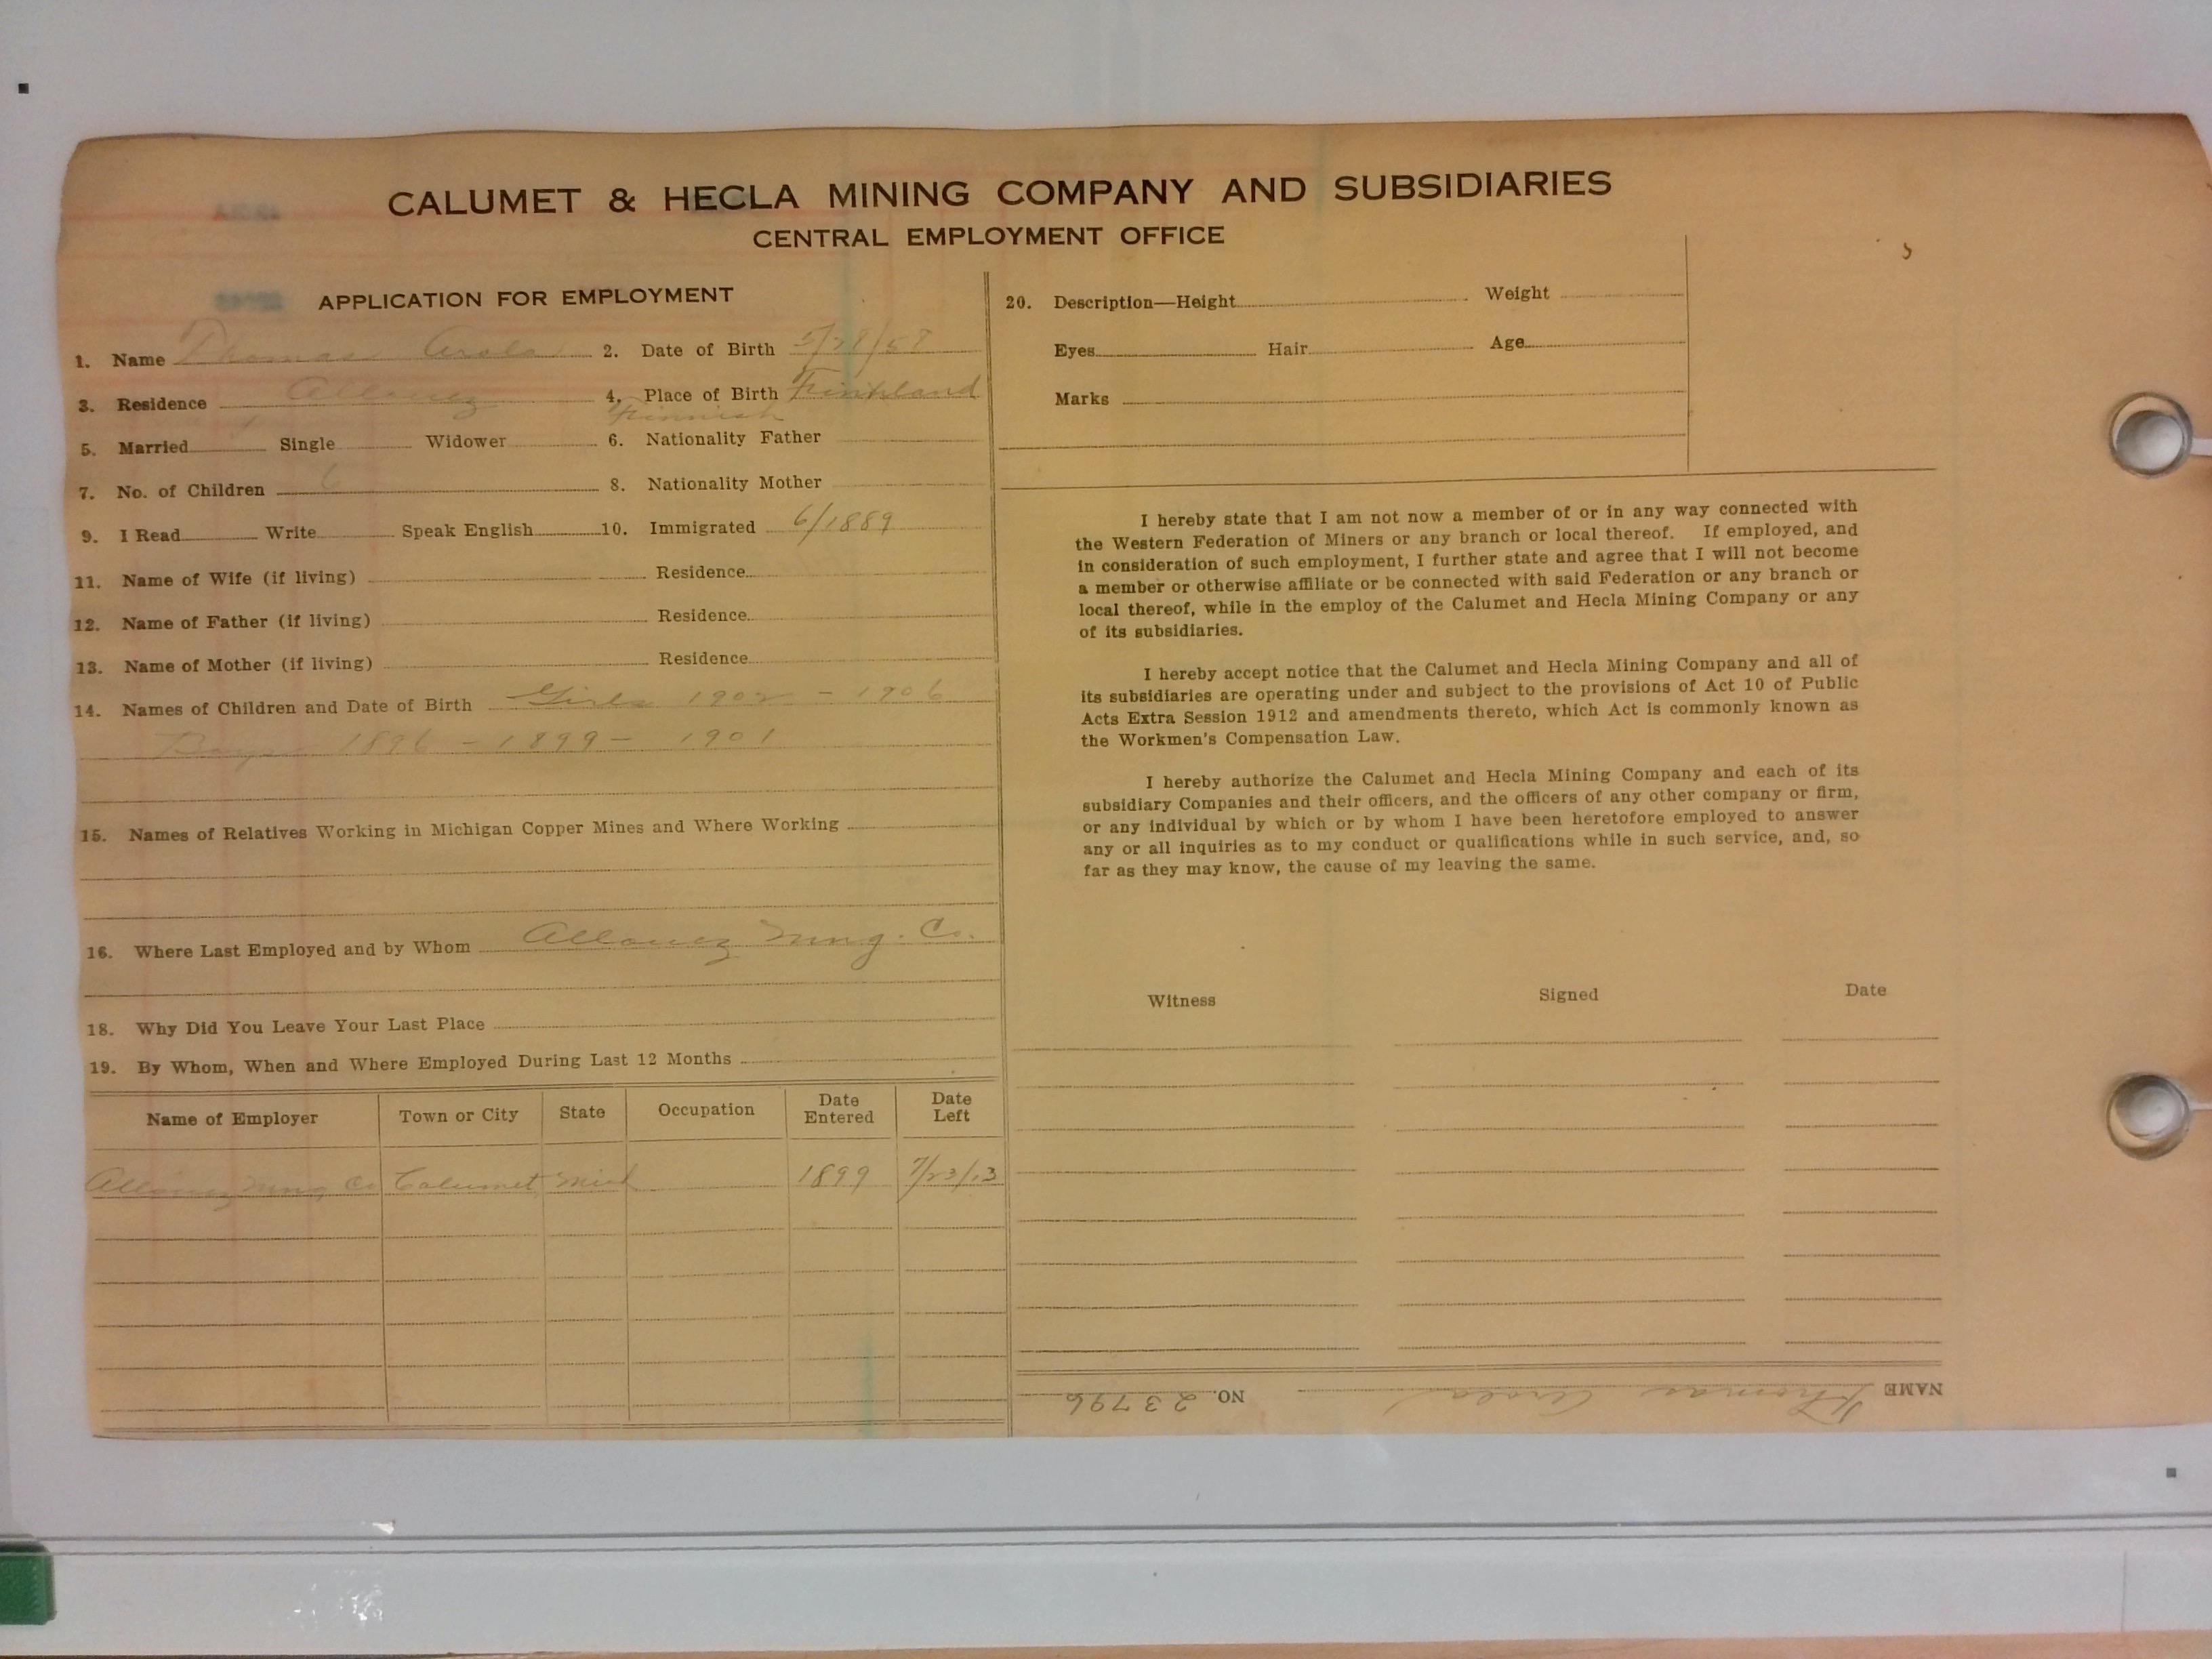 CALUMET & HECLA MINING COMPANY AND SUBSIDIARIES
CENTRAL EMPLOYMENT OFFICE
APPLICATION FOR EMPLOYMENT
1. Name Thomas Arola 2. Date of Birth 5/28/58
3. Residence Allouez 4. Place of Birth Finnland
Finnish
5. Married Single Widower 6. Nationality Father
7. No. of Children 6 8. Nationality Mother
9. I Read Write Speak English 10. Immigrated 6/1889
11. Name of Wife (if living) Residence
12. Name of Father (if living) Residence
13. Name of Mother (if living) Residence
14. Names of Children and Date of Birth Girls 1902 - 1906
Boys 1896 - 1899 - 1901
15. Names of Relatives Working in Michigan Copper Mines and Where Working
16. Where Last Employed and by Whom Allouez Mng. Co.
18. Why Did You Leave Your Last Place
19. By Whom, When and Where Employed During Last 12 Months
Name of Employer Town or City State Occupation Date Entered Date Left
Allouez Mng Co Calumet Mich 1899 7/23/13
20. Description—Height Weight
Eyes Hair Age
Marks
I hereby state that I am not now a member of or in any way connected with
the Western Federation of Miners or any branch or local thereof. If employed, and
in consideration of such employment, I further state and agree that I will not become
a member or otherwise affiliate or be connected with said Federation or any branch or
local thereof, while in the employ of the Calumet and Hecla Mining Company or any
of its subsidiaries.
I hereby accept notice that the Calumet and Hecla Mining Company and all of
its subsidiaries are operating under and subject to the provisions of Act 10 of Public
Acts Extra Session 1912 and amendments thereto, which Act is commonly known as
the Workmen's Compensation Law.
I hereby authorize the Calumet and Hecla Mining Company and each of its
subsidiary Companies and their officers, and the officers of any other company or firm,
or any individual by which or by whom I have been heretofore employed to answer
any or all inquiries as to my conduct or qualifications while in such service, and, so
far as they may know, the cause of my leaving the same.
Witness Signed Date
NAME Thomas Arola NO. 23796